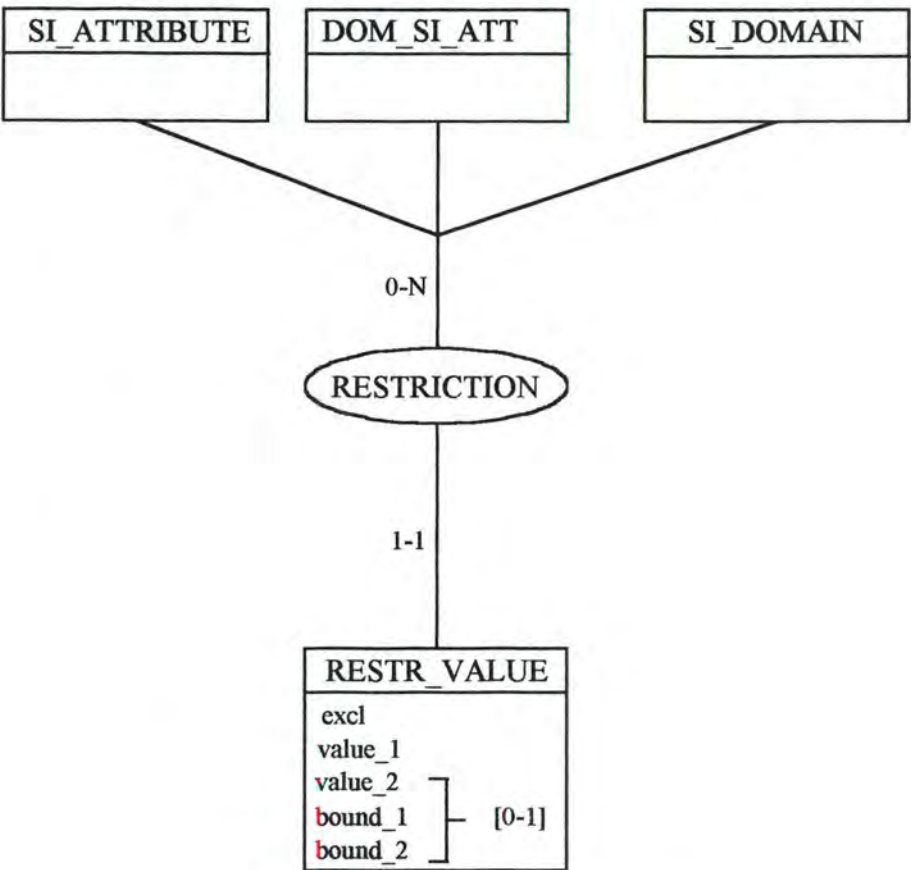 SI_ATTRIBUTE DOM_SI_ATT SI_DOMAIN
0-N
RESTRICTION
1-1
RESTR_VALUE
excl
value_1
value_2
bound_1 [0-1]
bound_2